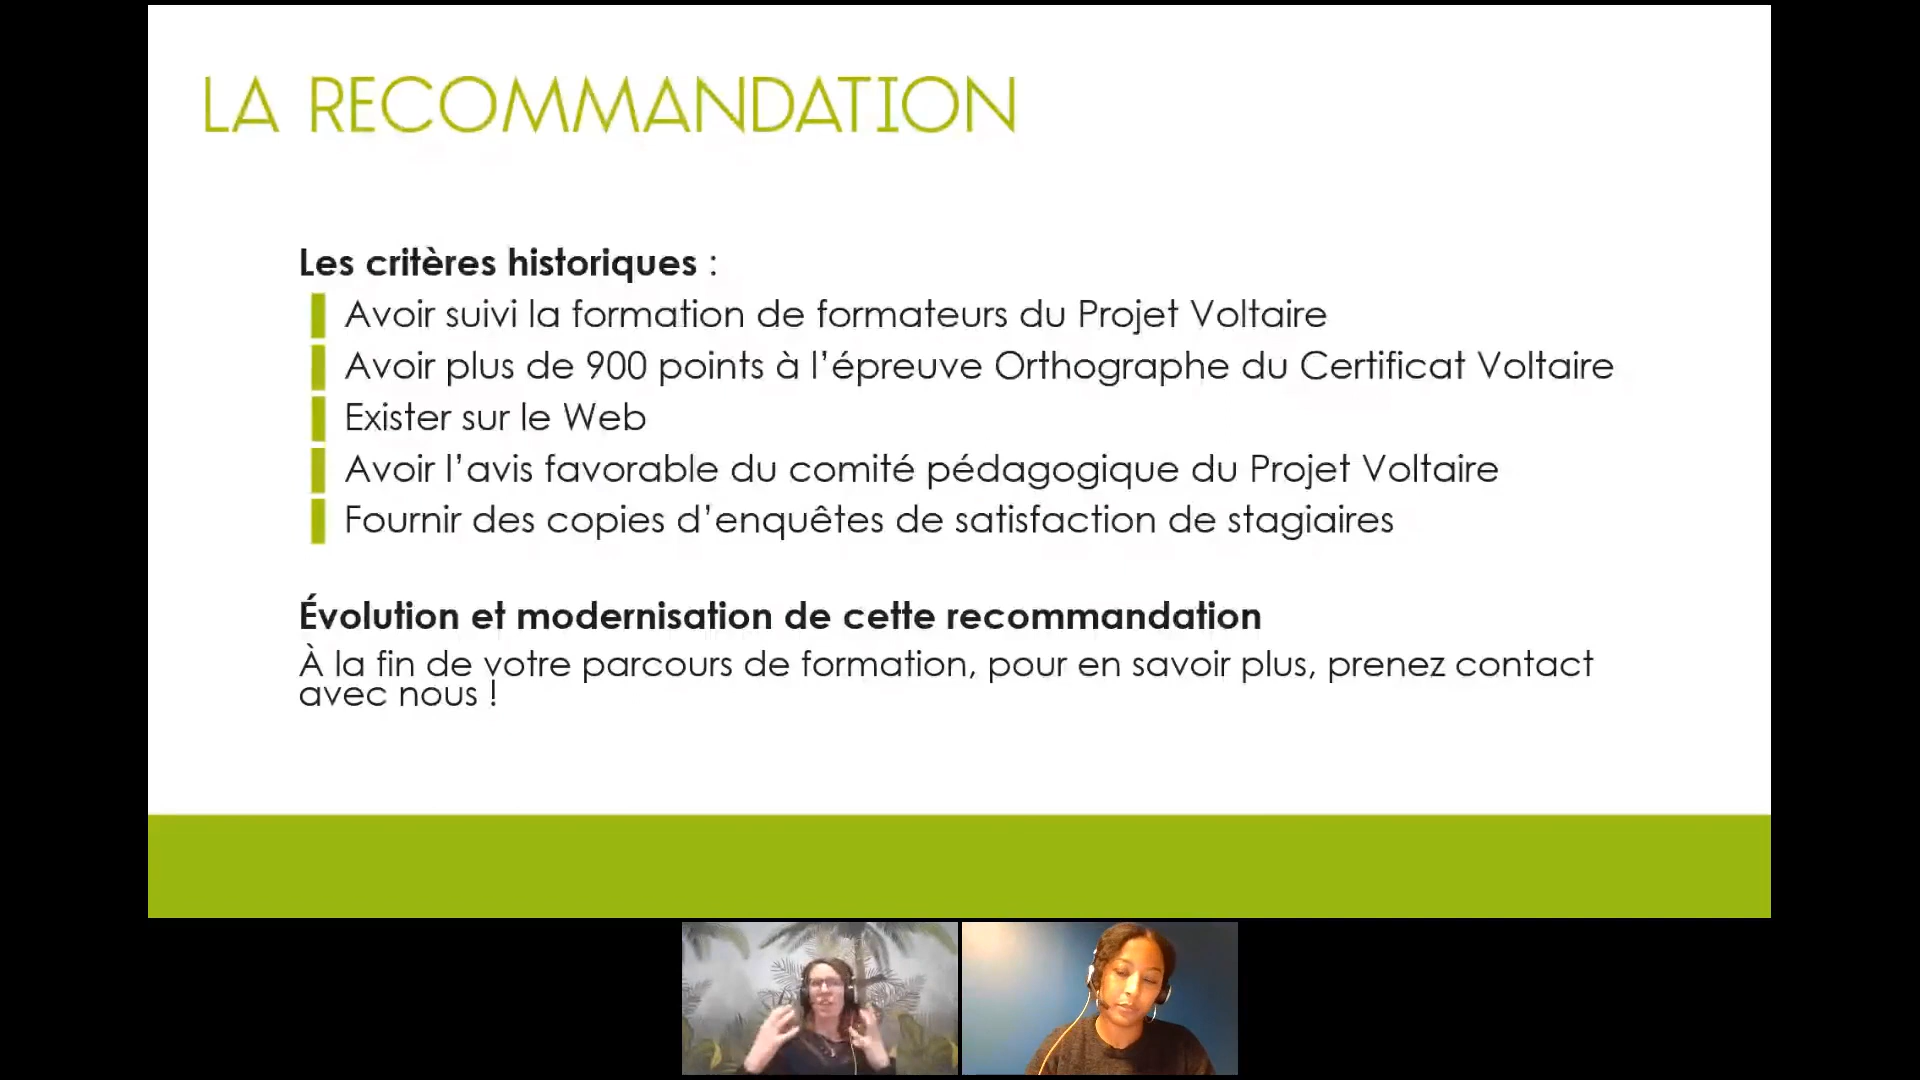 LA RECOMMANDATION
Les critères historiques :
Avoir suivi la formation de formateurs du Projet Voltaire
Avoir plus de 900 points à l’épreuve Orthographe du Certificat Voltaire
Exister sur le Web
Avoir l’avis favorable du comité pédagogique du Projet Voltaire
Fournir des copies d’enquêtes de satisfaction de stagiaires
Évolution et modernisation de cette recommandation
À la fin de votre parcours de formation, pour en savoir plus, prenez contact
avec nous !